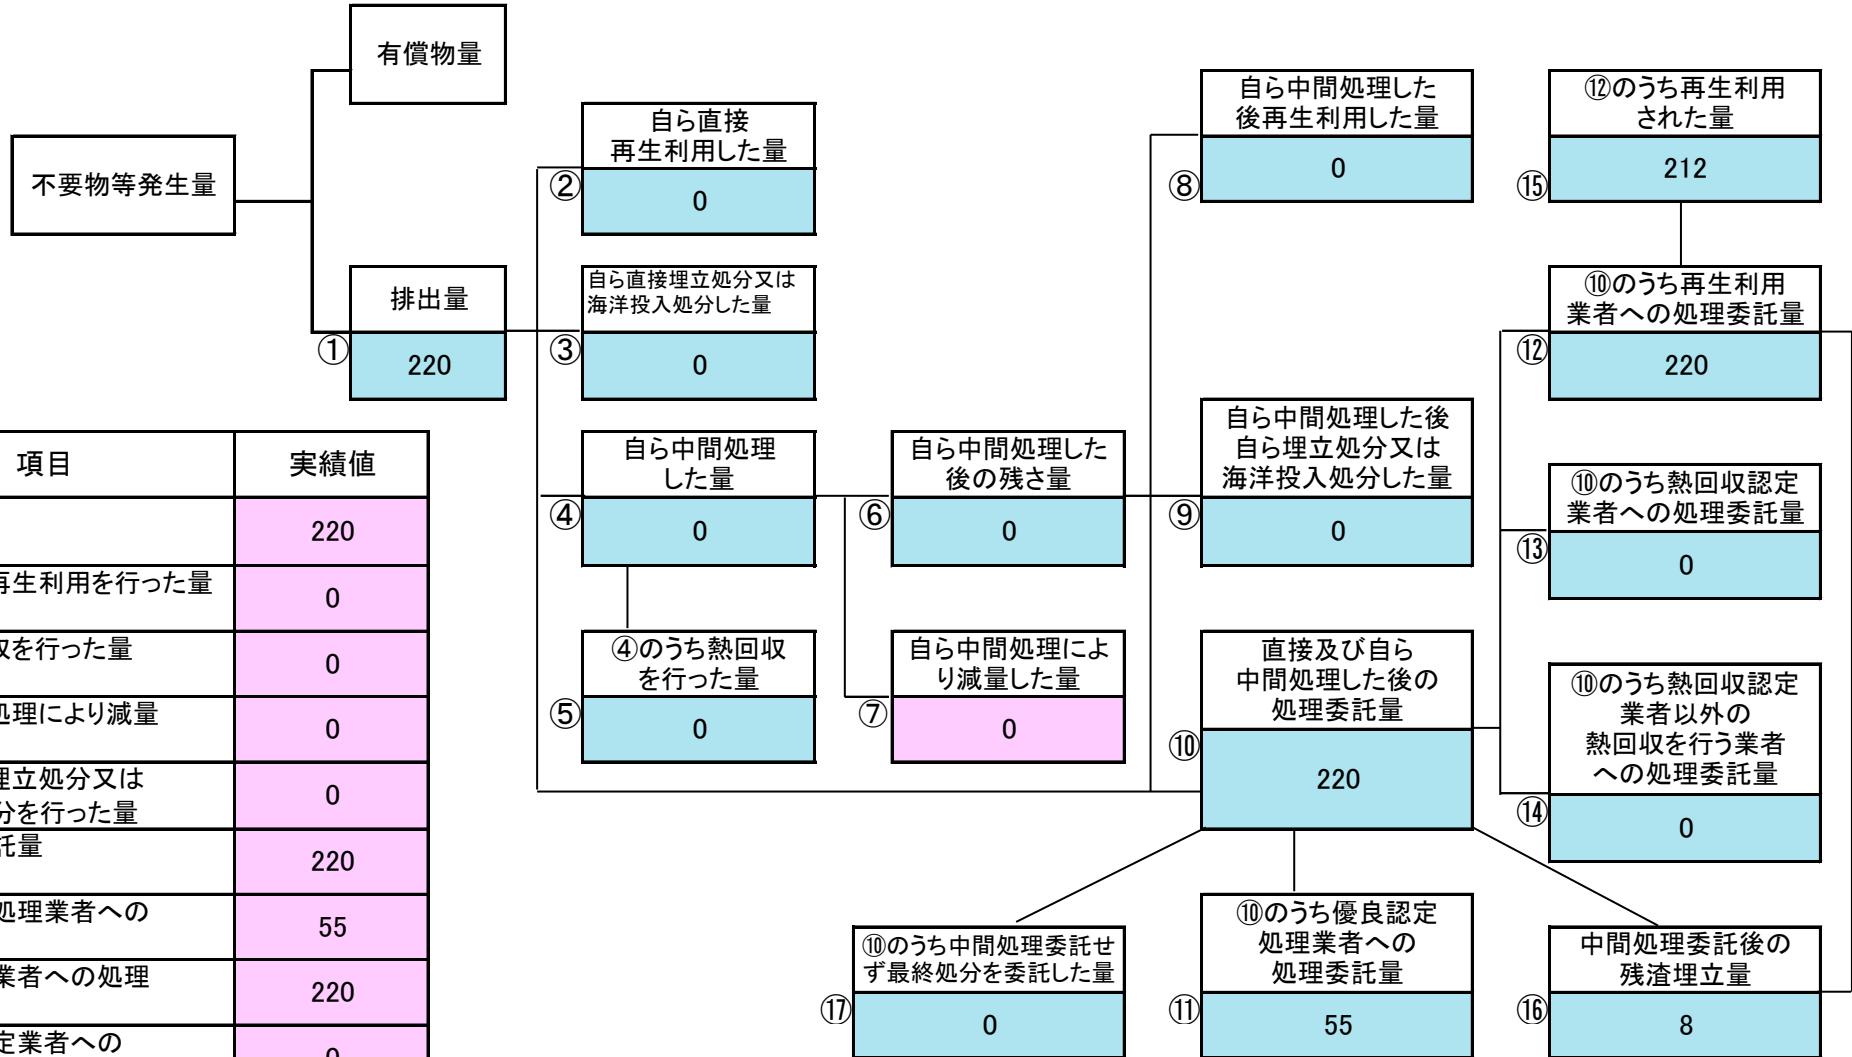 有償物量
不要物等発生量
排出量
①
220
自ら直接
再生利用した量
②
0
自ら直接埋立処分又は
海洋投入処分した量
③
0
自ら中間処理
した量
④
0
④のうち熱回収
を行った量
⑤
0
自ら中間処理した
後の残さ量
⑥
0
自ら中間処理によ
り減量した量
⑦
0
自ら中間処理した
後再生利用した量
⑧
0
自ら中間処理した後
自ら埋立処分又は
海洋投入処分した量
⑨
0
直接及び自ら
中間処理した後の
処理委託量
⑩
220
⑫のうち再生利用
された量
⑮
212
⑩のうち再生利用
業者への処理委託量
⑫
220
⑩のうち熱回収認定
業者への処理委託量
⑬
0
⑩のうち熱回収認定
業者以外の
熱回収を行う業者
への処理委託量
⑭
0
⑩のうち中間処理委託せ
ず最終処分を委託した量
⑰
0
⑩のうち優良認定
処理業者への
処理委託量
⑪
55
中間処理委託後の
残渣埋立量
⑯
8
項目 実績値
220
再生利用を行った量 0
を行った量 0
処理により減量 0
埋立処分又は
分を行った量 0
託量 220
処理業者への 55
業者への処理 220
定業者への 0